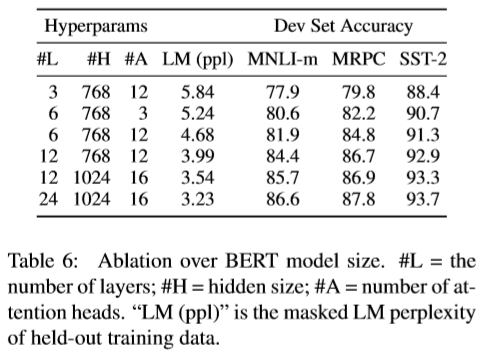 Hyperparams Dev Set Accuracy
#L #H #A LM (ppl) MNLI-m MRPC SST-2
3 768 12 5.84 77.9 79.8 88.4
6 768 3 5.24 80.6 82.2 90.7
6 768 12 4.68 81.9 84.8 91.3
12 768 12 3.99 84.4 86.7 92.9
12 1024 16 3.54 85.7 86.9 93.3
24 1024 16 3.23 86.6 87.8 93.7
Table 6: Ablation over BERT model size. #L = the
number of layers; #H = hidden size; #A = number of at-
tention heads. “LM (ppl)” is the masked LM perplexity
of held-out training data.